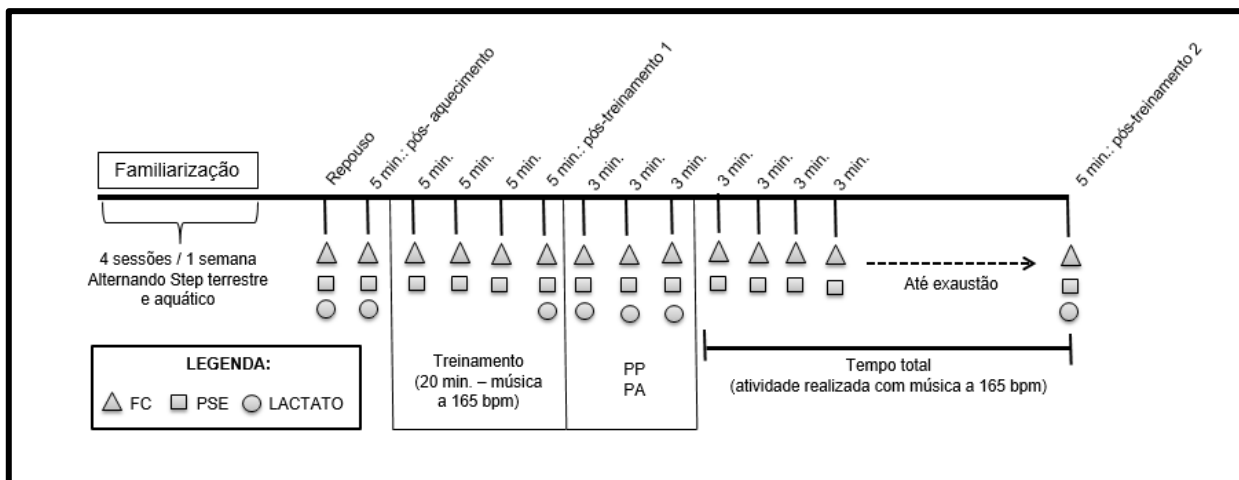 Familiarização
4 sessões / 1 semana
Alternando Step terrestre
e aquático
Repouso
5 min.: pós- aquecimento
5 min.
5 min.
5 min.
5 min.: pós-treinamento 1
3 min.
3 min.
3 min.
3 min.
3 min.
3 min.
3 min.
5 min.: pós-treinamento 2
Até exaustão
Treinamento
(20 min. – música
a 165 bpm)
PP
PA
Tempo total
(atividade realizada com música a 165 bpm)
LEGENDA:
FC PSE LACTATO